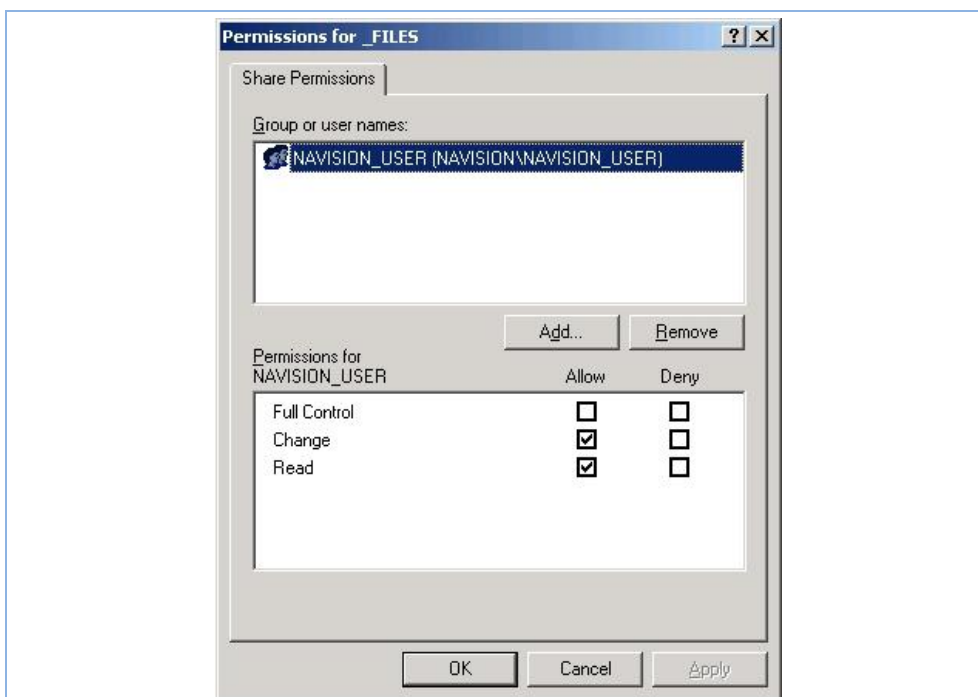 Permissions for _FILES
Share Permissions
Group or user names:
NAVISION_USER (NAVISION\NAVISION_USER)
Add... Remove
Permissions for
NAVISION_USER Allow Deny
Full Control
Change
Read
OK Cancel Apply